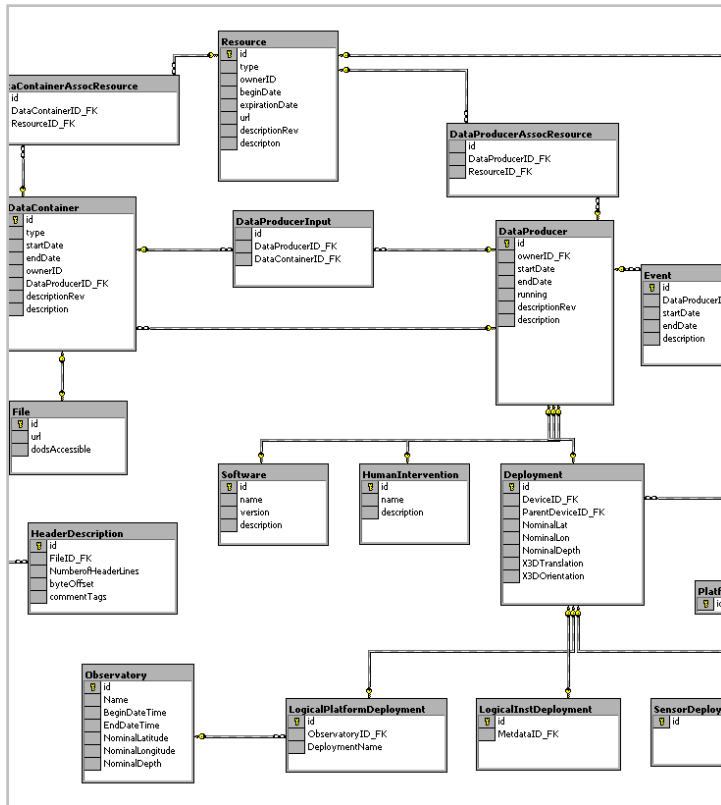 Resource
id
type
ownerID
beginDate
expirationDate
url
descriptionRev
descripton
aContainerAssocResource
id
DataContainerID_FK
ResourceID_FK
DataProducerAssocResource
id
DataProducerID_FK
ResourceID_FK
DataContainer
id
type
startDate
endDate
ownerID
DataProducerID_FK
descriptionRev
description
DataProducerInput
id
DataProducerID_FK
DataContainerID_FK
DataProducer
id
ownerID_FK
startDate
endDate
running
descriptionRev
description
Event
id
DataProducerI
startDate
endDate
description
File
id
url
dodsAccessible
Software
id
name
version
description
HumanIntervention
id
name
description
Deployment
id
DeviceID_FK
ParentDeviceID_FK
NominalLat
NominalLon
NominalDepth
X3DTranslation
X3DOrientation
HeaderDescription
id
FileID_FK
NumberofHeaderLines
byteOffset
commentTags
Platf
id
Observatory
id
Name
BeginDateTime
EndDateTime
NominalLatitude
NominalLongitude
NominalDepth
LogicalPlatformDeployment
id
ObservatoryID_FK
DeploymentName
LogicalInstDeployment
id
MetdataID_FK
SensorDeploy
id